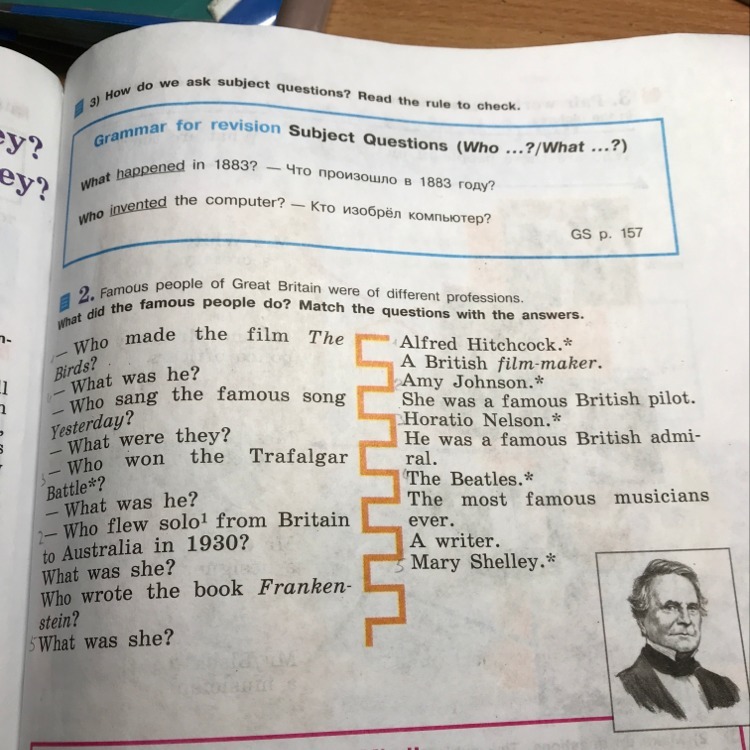 ey?
ey?
3) How do we ask subject questions? Read the rule to check.
Grammar for revision Subject Questions (Who ...?/What ...?)
What happened in 1883? — Что произошло в 1883 году?
Who invented the computer? — Кто изобрёл компьютер?
GS p. 157
2. Famous people of Great Britain were of different professions.
What did the famous people do? Match the questions with the answers.
— Who made the film The
Birds?
— What was he?
— Who sang the famous song
Yesterday?
— What were they?
— Who won the Trafalgar
Battle*?
— What was he?
2 — Who flew solo¹ from Britain
to Australia in 1930?
What was she?
Who wrote the book Franken-
stein?
5 What was she?
Alfred Hitchcock.*
A British film-maker.
Amy Johnson.*
She was a famous British pilot.
Horatio Nelson.*
He was a famous British admi-
ral.
The Beatles.*
The most famous musicians
ever.
A writer.
5 Mary Shelley.*